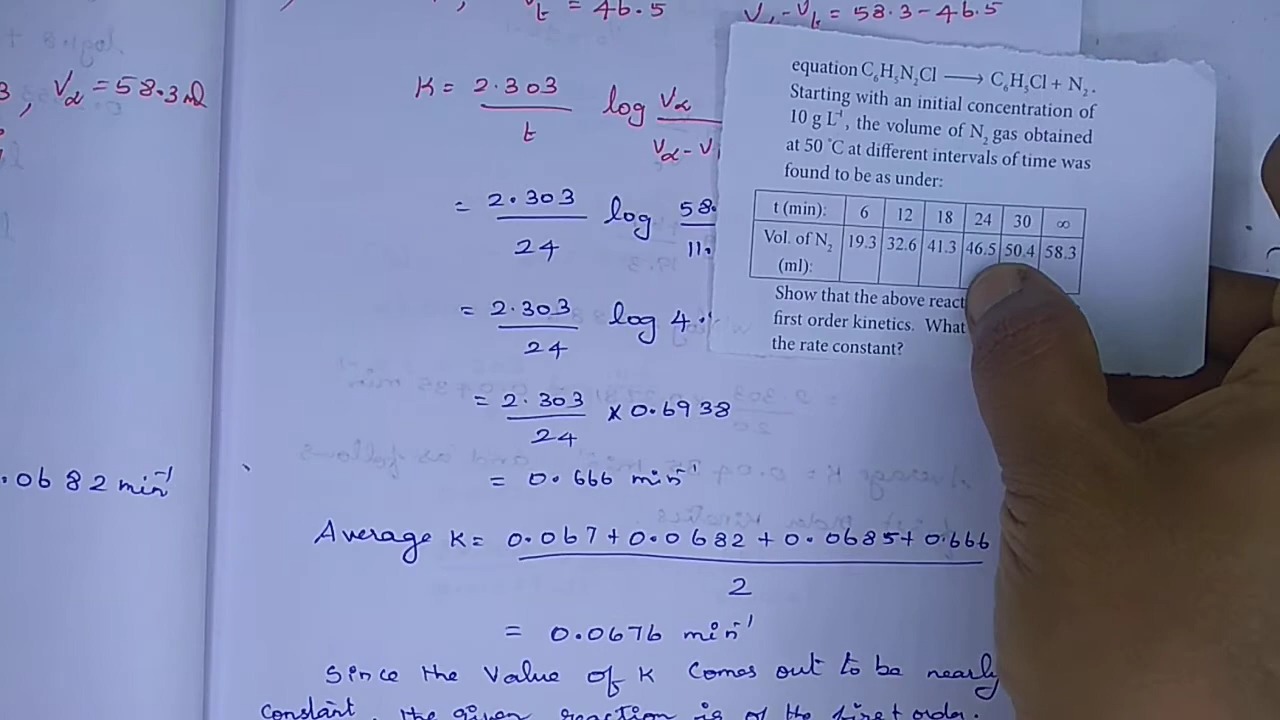 t = 46.5
= 58.3 - 46.5
, Vα = 58.3 Ω
K = 2.303 / t log Vα / Vα - V
= 2.303 / 24 log 58. / 11.
= 2.303 / 24 log 4.
= 2.303 / 24 × 0.6938
= 0.666 min⁻¹
.0682 min⁻¹
Average K = 0.067 + 0.0682 + 0.0685 + 0.666 / 2
= 0.0676 min⁻¹
Since the value of K comes out to be nearly
constant, the given reaction is of the first order.
equation C₆H₅N₂Cl ⟶ C₆H₅Cl + N₂.
Starting with an initial concentration of
10 g L⁻¹, the volume of N₂ gas obtained
at 50 °C at different intervals of time was
found to be as under:
t (min): 6 12 18 24 30 ∞
Vol. of N₂ 19.3 32.6 41.3 46.5 50.4 58.3
(ml):
Show that the above react
first order kinetics. What
the rate constant?